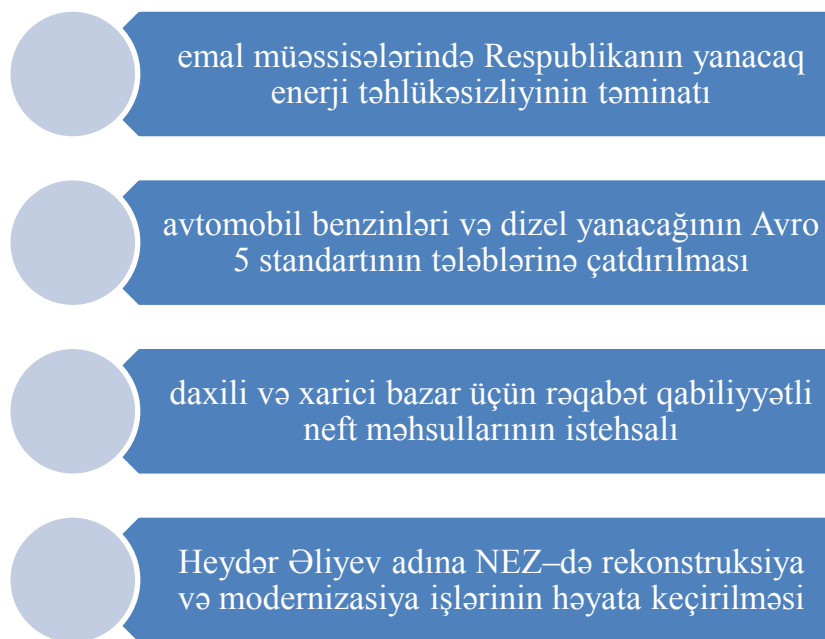 emal müəssisələrində Respublikanın yanacaq
enerji təhlükəsizliyinin təminatı
avtomobil benzinləri və dizel yanacağının Avro
5 standartının tələblərinə çatdırılması
daxili və xarici bazar üçün rəqabət qabiliyyətli
neft məhsullarının istehsalı
Heydər Əliyev adına NEZ–də rekonstruksiya
və modernizasiya işlərinin həyata keçirilməsi